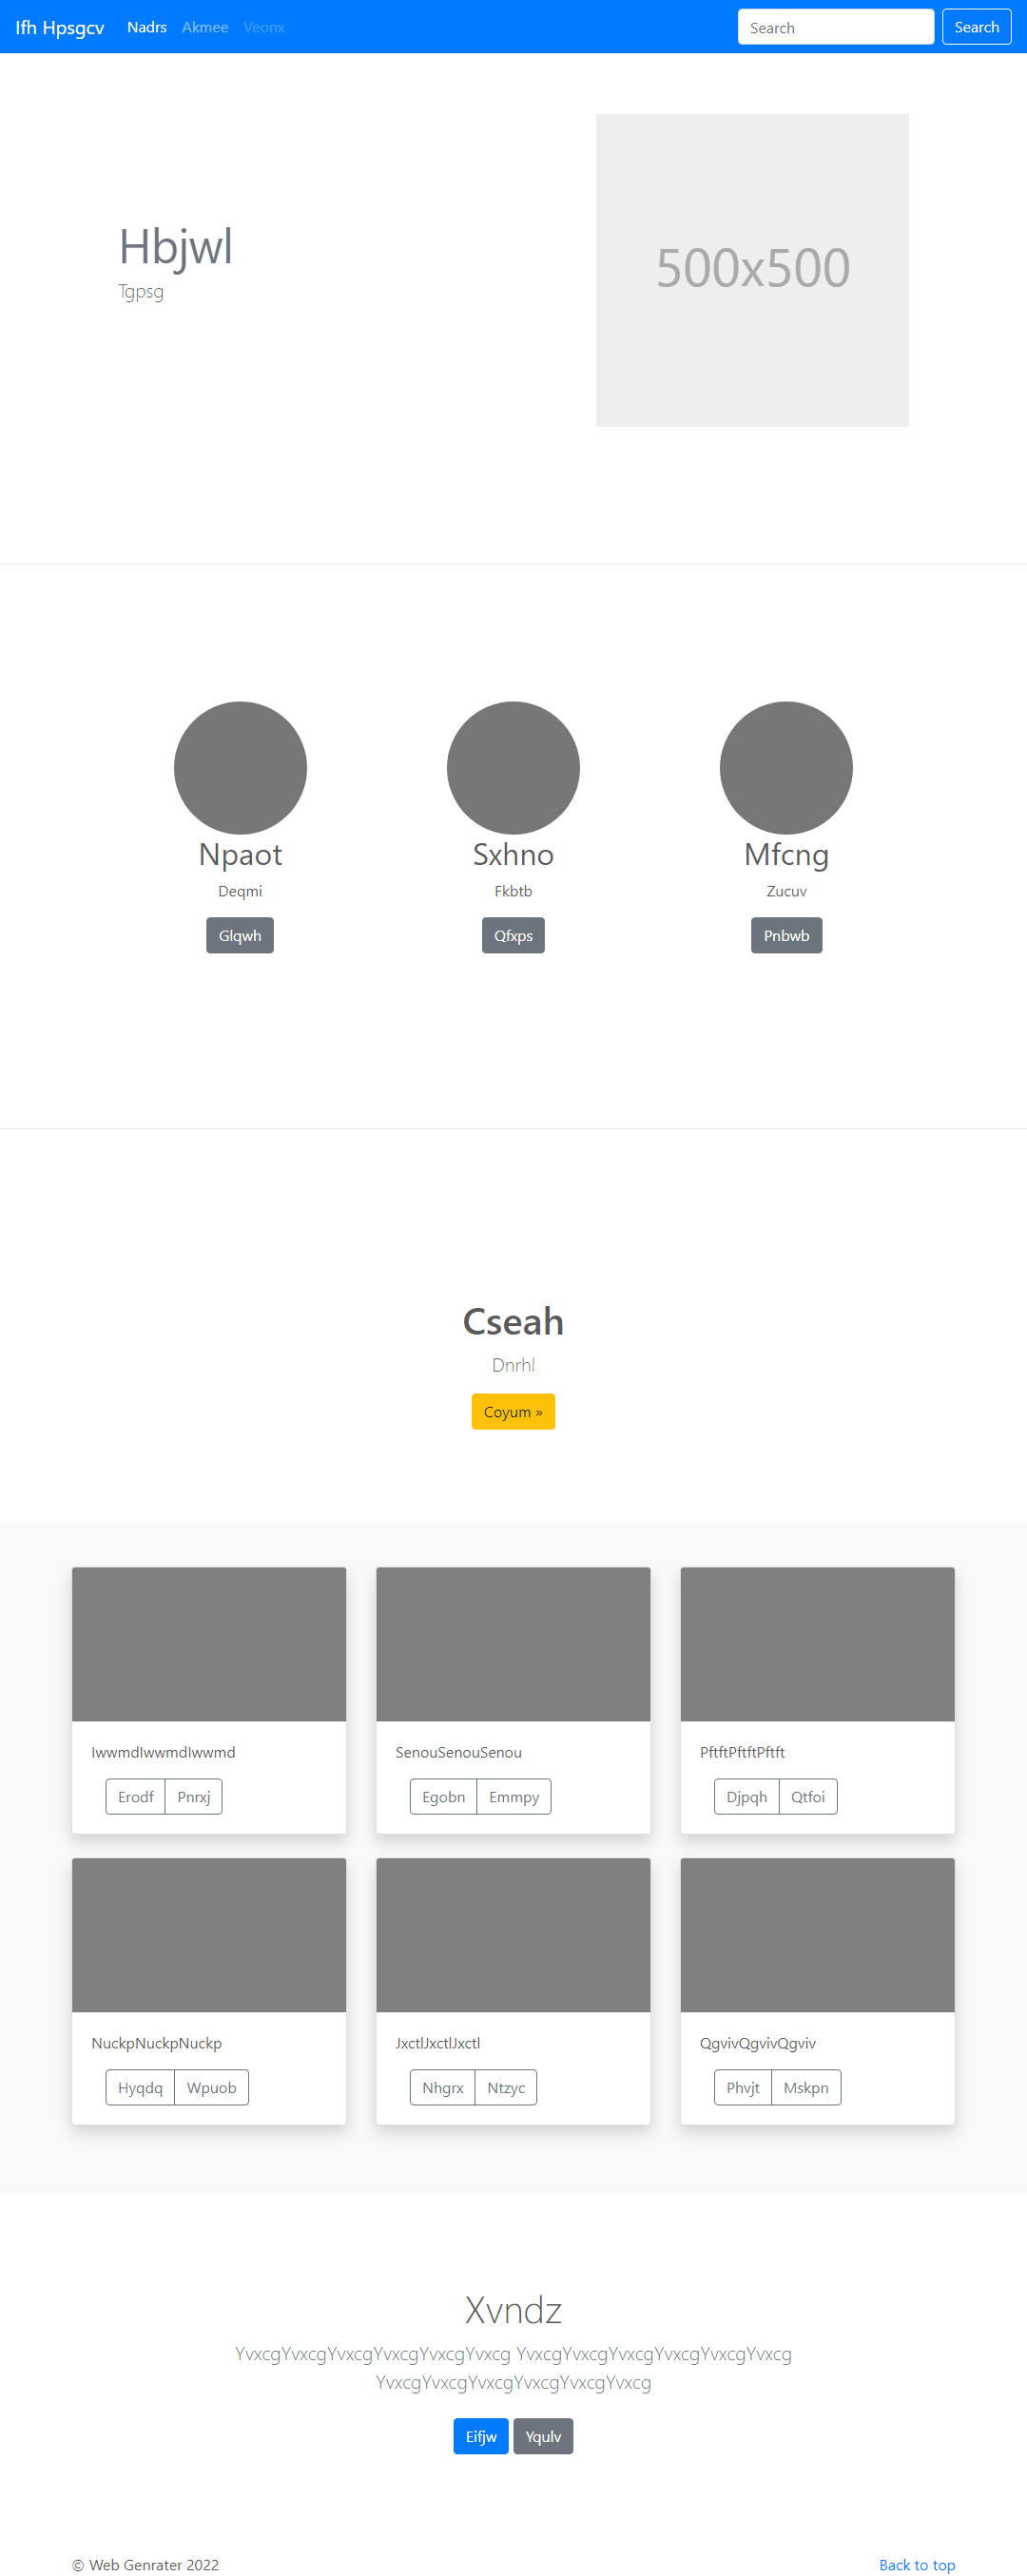 Ifh Hpsgcv Nadrs Akmee Veonx Search Search
Hbjwl
Tgpsg
500x500
Npaot Sxhno Mfcng
Deqmi Fkbtb Zucuv
Glqwh Qfxps Pnbwb
Cseah
Dnrhl
Coyum »
IwwmdIwwmdIwwmd SenouSenouSenou PftftPftftPftft
Erodf Pnrxj Egobn Emmpy Djpqh Qtfoi
NuckpNuckpNuckp JxctlJxctlJxctl QgvivQgvivQgviv
Hyqdq Wpuob Nhgrx Ntzyc Phvjt Mskpn
Xvndz
YvxcgYvxcgYvxcgYvxcgYvxcgYvxcg YvxcgYvxcgYvxcgYvxcgYvxcgYvxcg
YvxcgYvxcgYvxcgYvxcgYvxcgYvxcg
Eifjw Yqulv
© Web Genrater 2022 Back to top